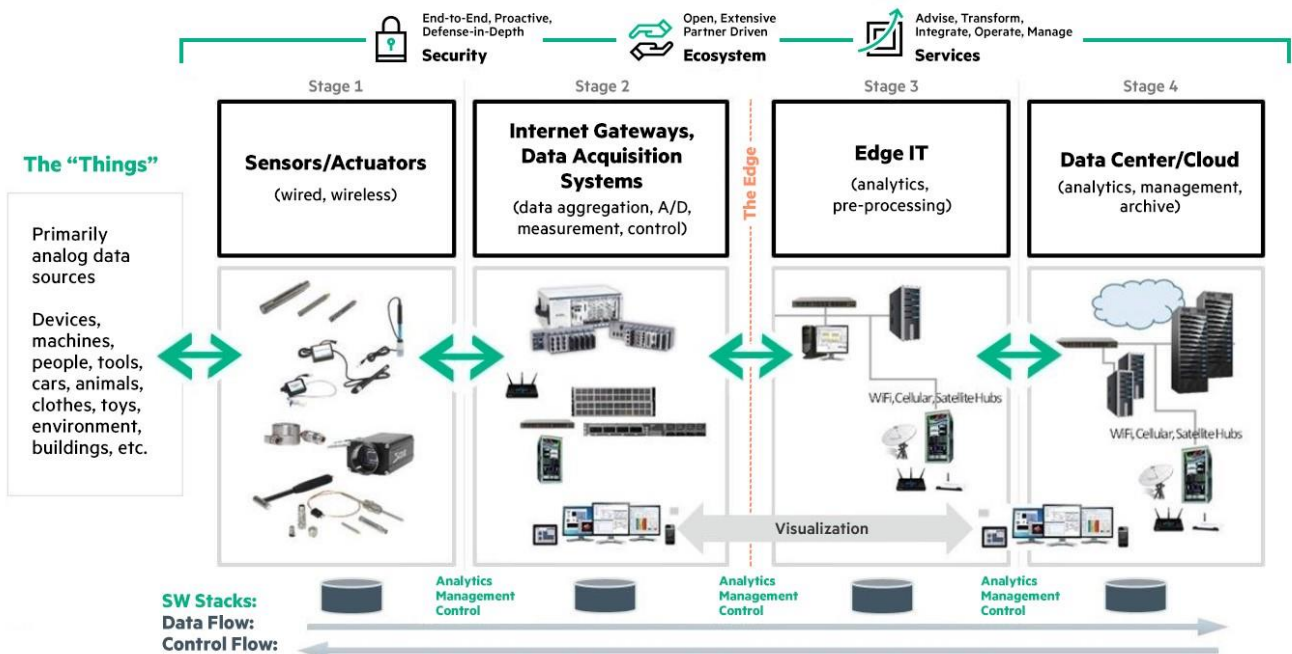 End-to-End, Proactive,
Defense-in-Depth
Security
Open, Extensive
Partner Driven
Ecosystem
Advise, Transform,
Integrate, Operate, Manage
Services
Stage 1
Stage 2
Stage 3
Stage 4
The “Things”
Primarily
analog data
sources
Devices,
machines,
people, tools,
cars, animals,
clothes, toys,
environment,
buildings, etc.
Sensors/Actuators
(wired, wireless)
Internet Gateways,
Data Acquisition
Systems
(data aggregation, A/D,
measurement, control)
The Edge
Edge IT
(analytics,
pre-processing)
Data Center/Cloud
(analytics, management,
archive)
WiFi,Cellular,Satellite Hubs
WiFi,Cellular,Satellite Hubs
Visualization
Analytics
Management
Control
Analytics
Management
Control
Analytics
Management
Control
SW Stacks:
Data Flow:
Control Flow: